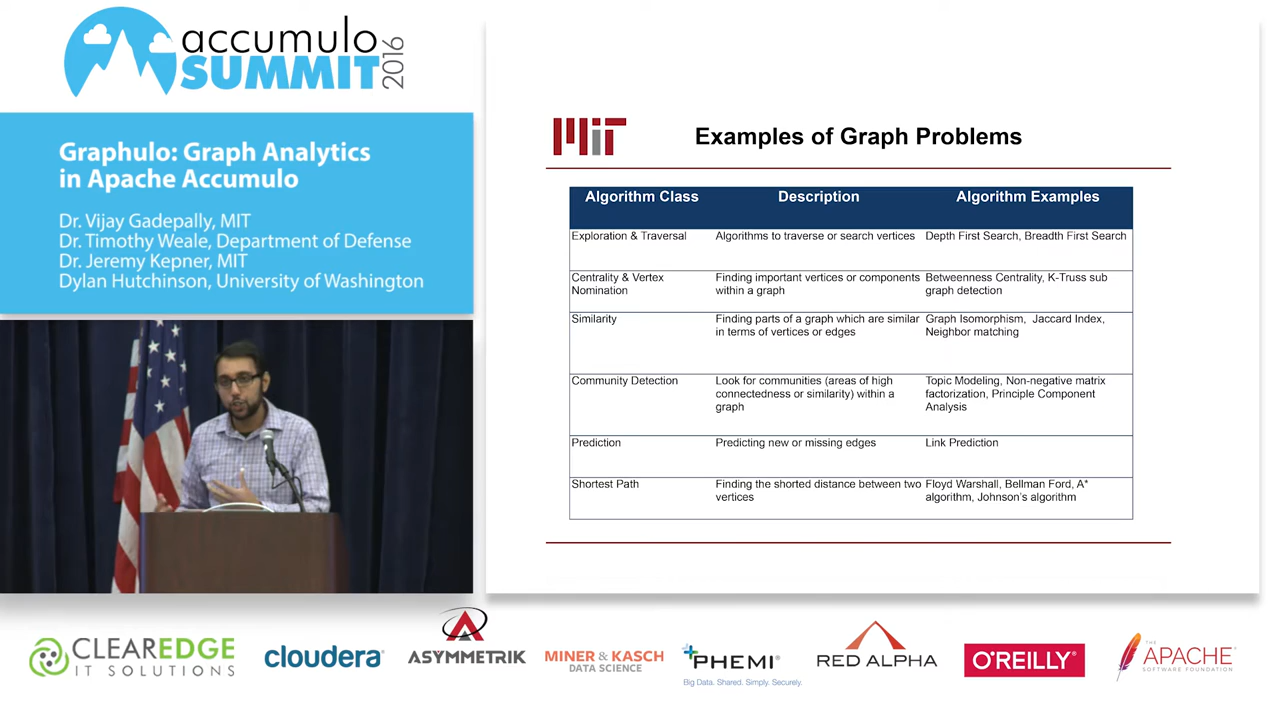 accumulo
SUMMIT
2016
Graphulo: Graph Analytics
in Apache Accumulo
Dr. Vijay Gadepally, MIT
Dr. Timothy Weale, Department of Defense
Dr. Jeremy Kepner, MIT
Dylan Hutchinson, University of Washington
MIT
Examples of Graph Problems
Algorithm Class Description Algorithm Examples
Exploration & Traversal Algorithms to traverse or search vertices Depth First Search, Breadth First Search
Centrality & Vertex Finding important vertices or components Betweenness Centrality, K-Truss sub
Nomination within a graph graph detection
Similarity Finding parts of a graph which are similar Graph Isomorphism, Jaccard Index,
in terms of vertices or edges Neighbor matching
Community Detection Look for communities (areas of high Topic Modeling, Non-negative matrix
connectedness or similarity) within a factorization, Principle Component
graph Analysis
Prediction Predicting new or missing edges Link Prediction
Shortest Path Finding the shorted distance between two Floyd Warshall, Bellman Ford, A*
vertices algorithm, Johnson's algorithm
CLEAREDGE
IT SOLUTIONS
cloudera
ASYMMETRIK
MINER & KASCH
DATA SCIENCE
PHEMI
Big Data. Shared. Simply. Securely.
RED ALPHA
O'REILLY
THE
APACHE
SOFTWARE FOUNDATION